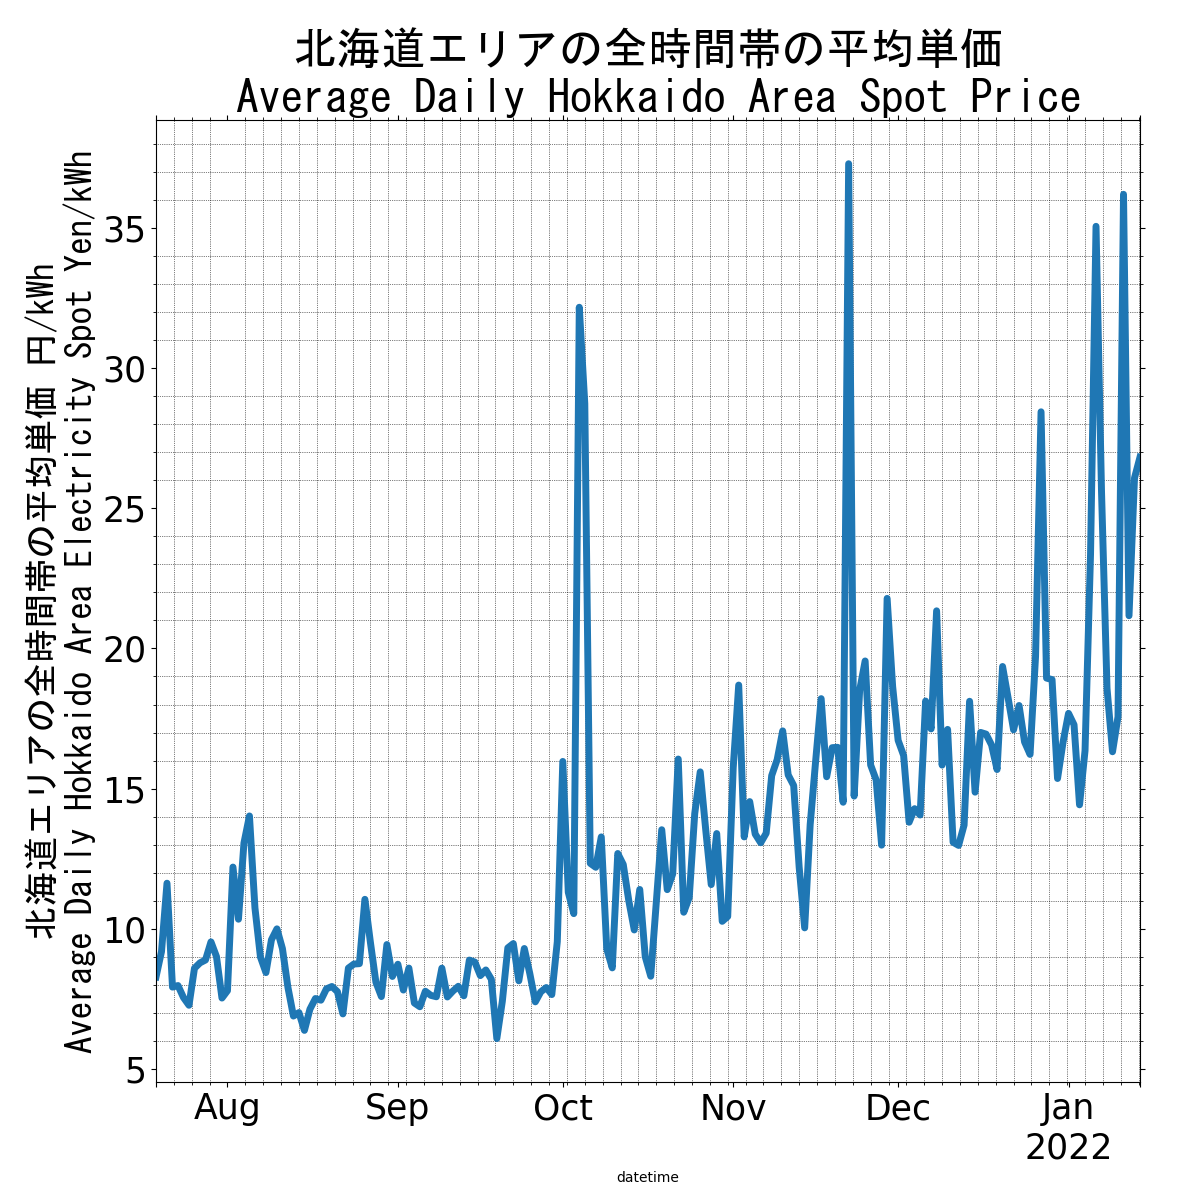 北海道エリアの全時間帯の平均単価
Average Daily Hokkaido Area Spot Price
北海道エリアの全時間帯の平均単価 円/kWh
Average Daily Hokkaido Area Electricity Spot Yen/kWh
35
30
25
20
15
10
5
Aug Sep Oct Nov Dec Jan
2022
datetime